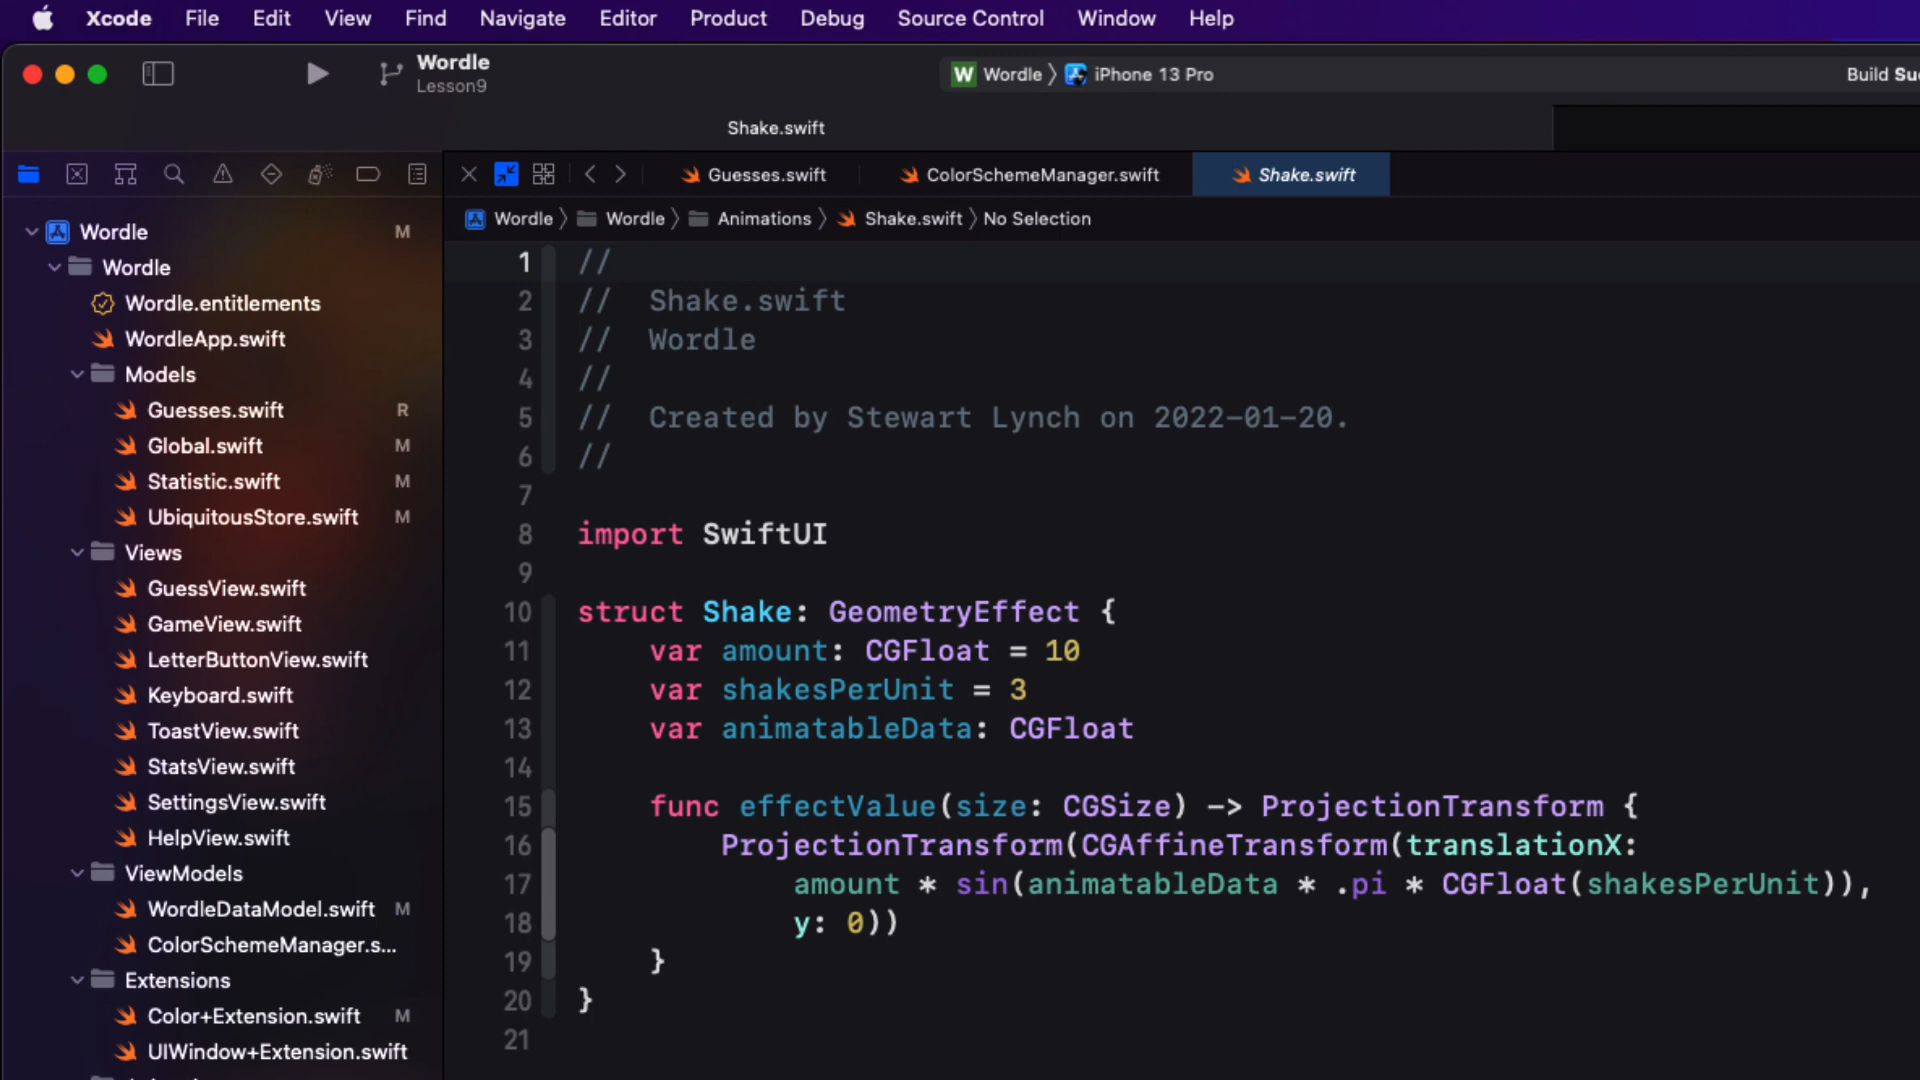 Xcode File Edit View Find Navigate Editor Product Debug Source Control Window Help
Wordle
Lesson9
W Wordle 〉 iPhone 13 Pro
Build
Shake.swift
Guesses.swift ColorSchemeManager.swift Shake.swift
Wordle 〉 Wordle 〉 Animations 〉 Shake.swift 〉 No Selection
Wordle M
Wordle
Wordle.entitlements
WordleApp.swift
Models
Guesses.swift R
Global.swift M
Statistic.swift M
UbiquitousStore.swift M
Views
GuessView.swift
GameView.swift
LetterButtonView.swift
Keyboard.swift
ToastView.swift
StatsView.swift
SettingsView.swift
HelpView.swift
ViewModels
WordleDataModel.swift M
ColorSchemeManager.s...
Extensions
Color+Extension.swift M
UIWindow+Extension.swift
1 //
2 //  Shake.swift
3 //  Wordle
4 //
5 //  Created by Stewart Lynch on 2022-01-20.
6 //
7
8 import SwiftUI
9
10 struct Shake: GeometryEffect {
11     var amount: CGFloat = 10
12     var shakesPerUnit = 3
13     var animatableData: CGFloat
14
15     func effectValue(size: CGSize) -> ProjectionTransform {
16         ProjectionTransform(CGAffineTransform(translationX:
17             amount * sin(animatableData * .pi * CGFloat(shakesPerUnit)),
18             y: 0))
19     }
20 }
21